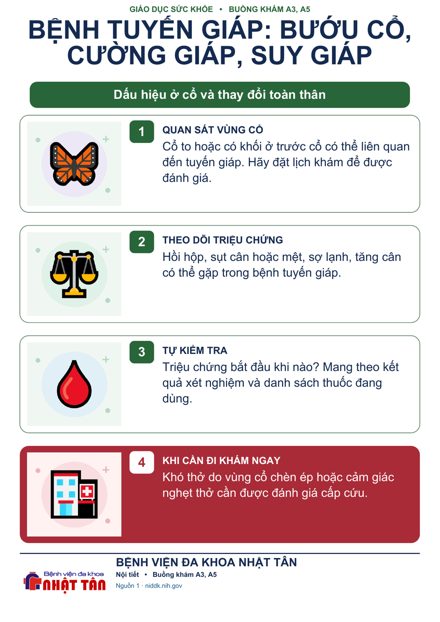 GIÁO DỤC SỨC KHỎE • BUỒNG KHÁM A3, A5
BỆNH TUYẾN GIÁP: BƯỚU CỔ,
CƯỜNG GIÁP, SUY GIÁP
Dấu hiệu ở cổ và thay đổi toàn thân
1
QUAN SÁT VÙNG CỔ
Cổ to hoặc có khối ở trước cổ có thể liên quan
đến tuyến giáp. Hãy đặt lịch khám để được
đánh giá.
2
THEO DÕI TRIỆU CHỨNG
Hồi hộp, sụt cân hoặc mệt, sợ lạnh, tăng cân
có thể gặp trong bệnh tuyến giáp.
3
TỰ KIỂM TRA
Triệu chứng bắt đầu khi nào? Mang theo kết
quả xét nghiệm và danh sách thuốc đang
dùng.
4
KHI CẦN ĐI KHÁM NGAY
Khó thở do vùng cổ chèn ép hoặc cảm giác
nghẹt thở cần được đánh giá cấp cứu.
Bệnh viện đa khoa
NHẬT TÂN
BỆNH VIỆN ĐA KHOA NHẬT TÂN
Nội tiết • Buồng khám A3, A5
Nguồn 1 · niddk.nih.gov